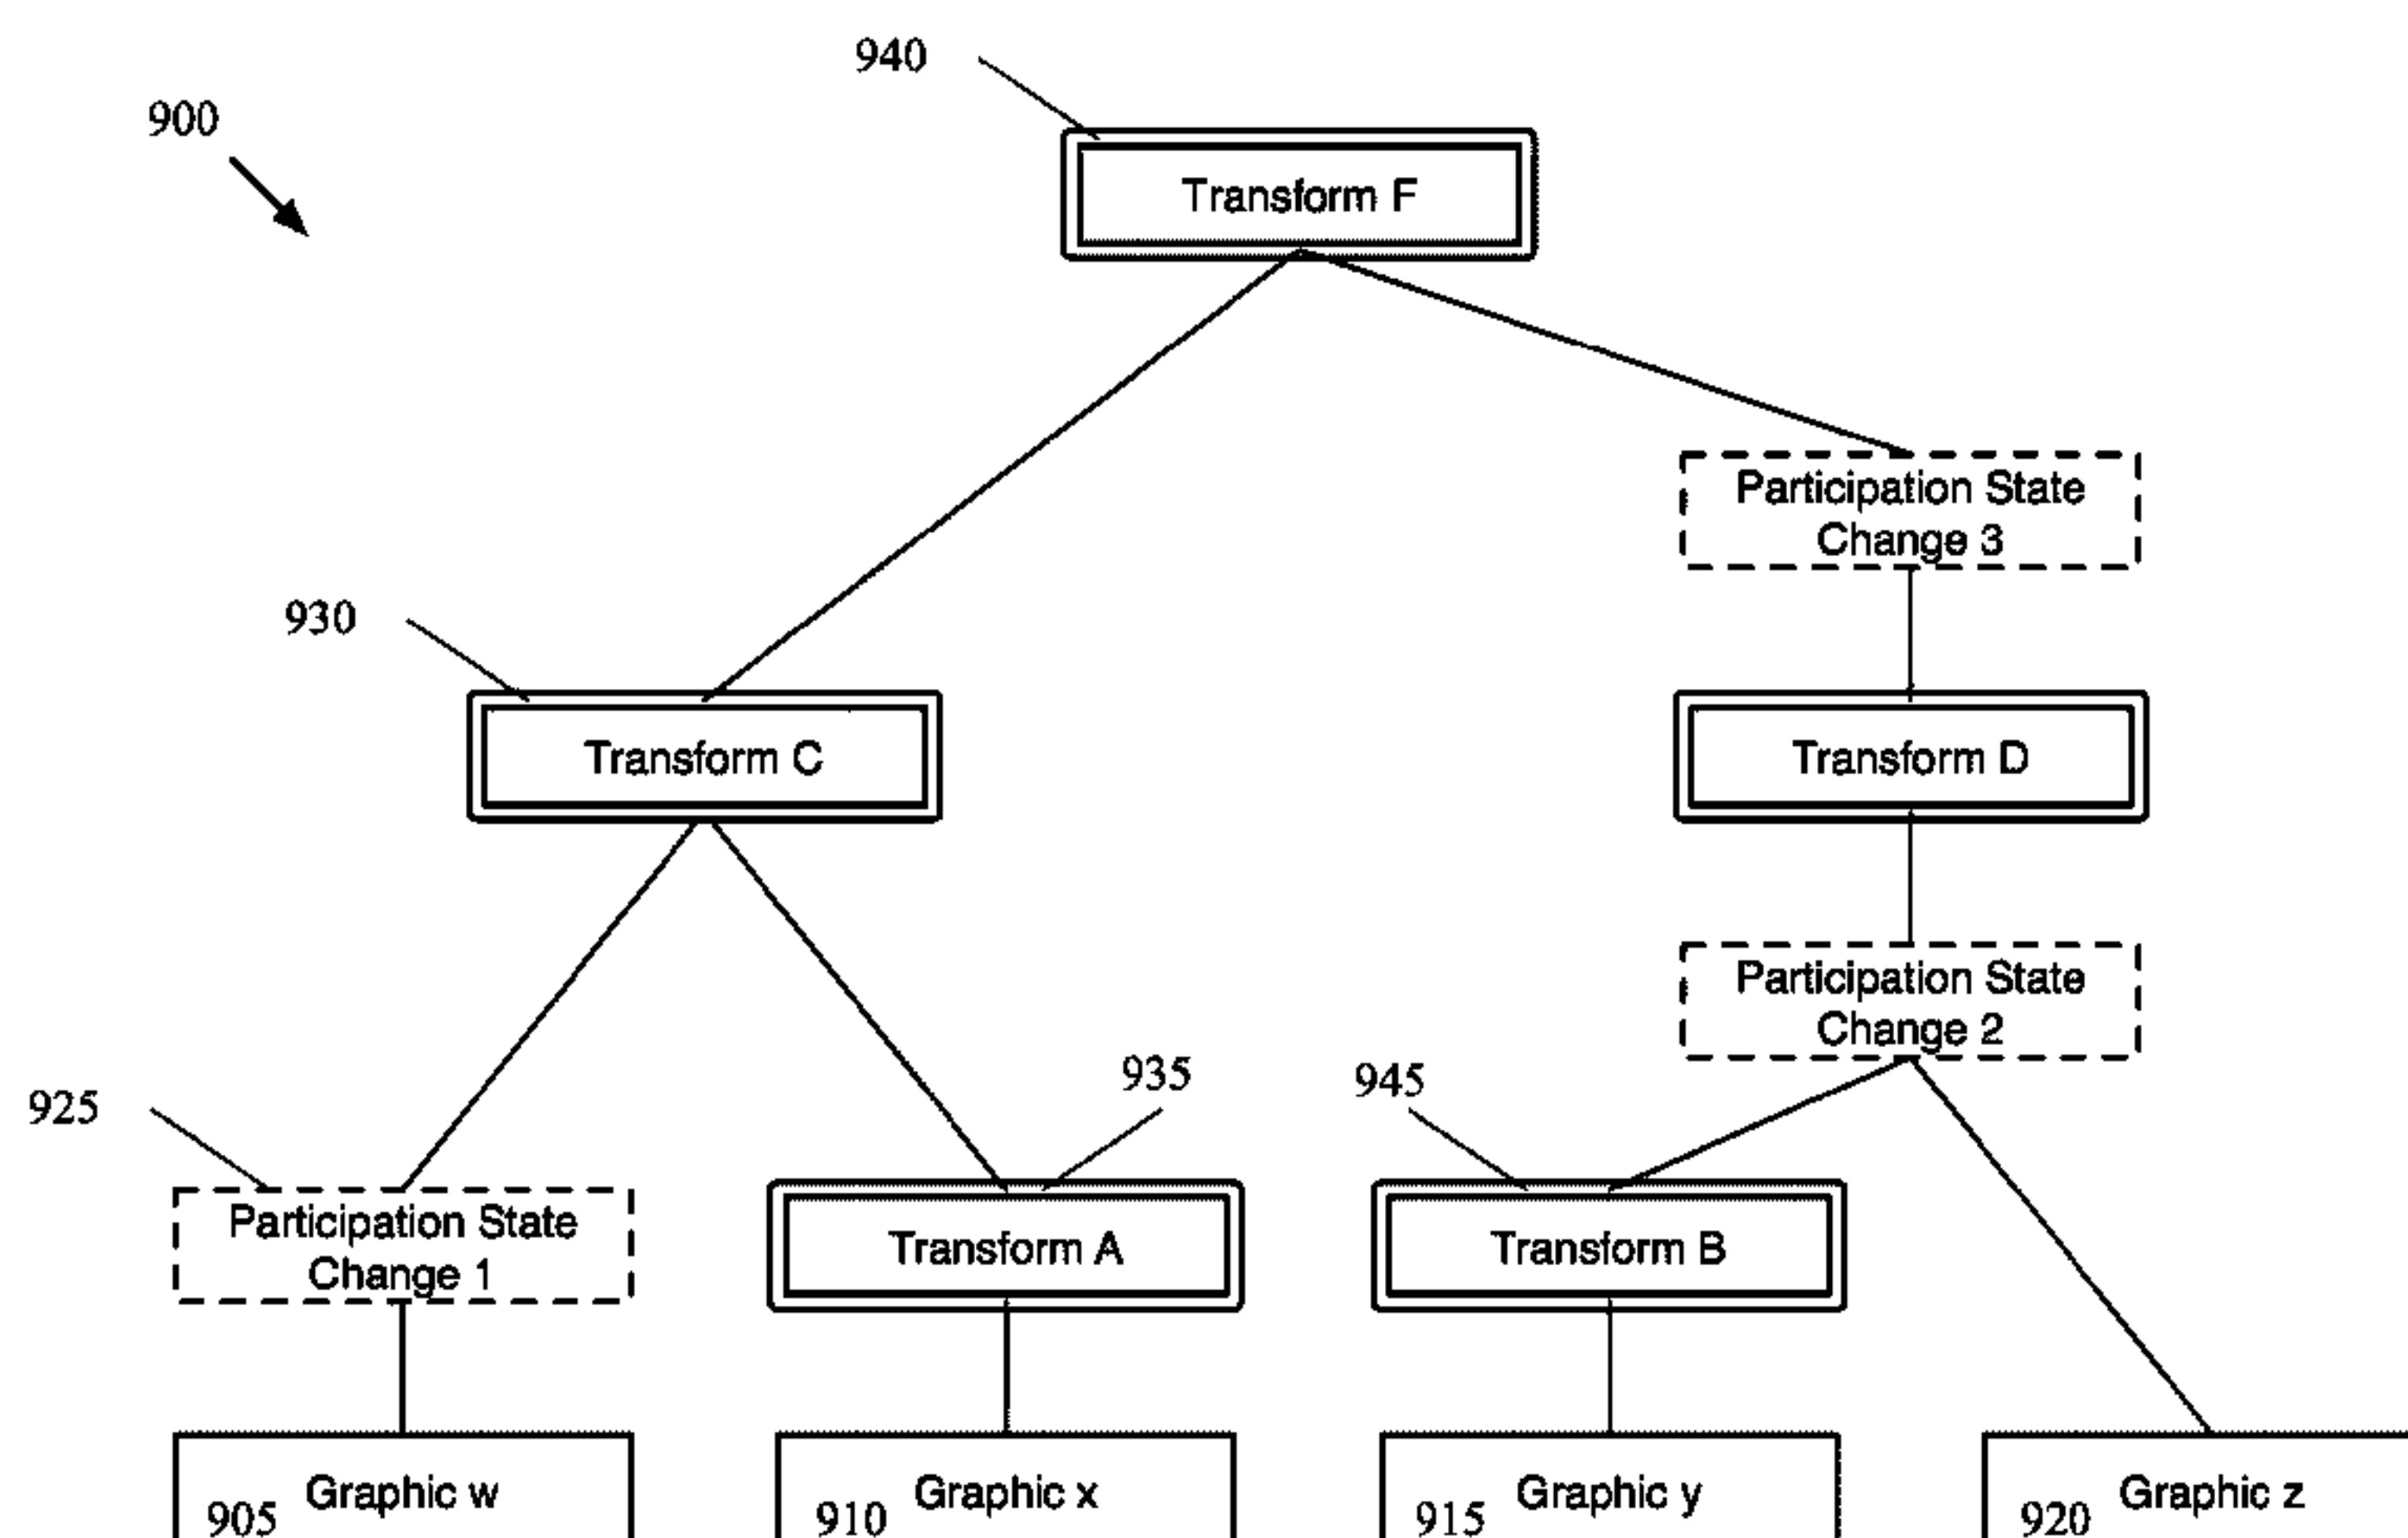 940
900
Transform F
Participation State
Change 3
930
Transform C
Transform D
Participation State
Change 2
925
935
945
Participation State
Change 1
Transform A
Transform B
Graphic w
905
Graphic x
910
Graphic y
915
Graphic z
920